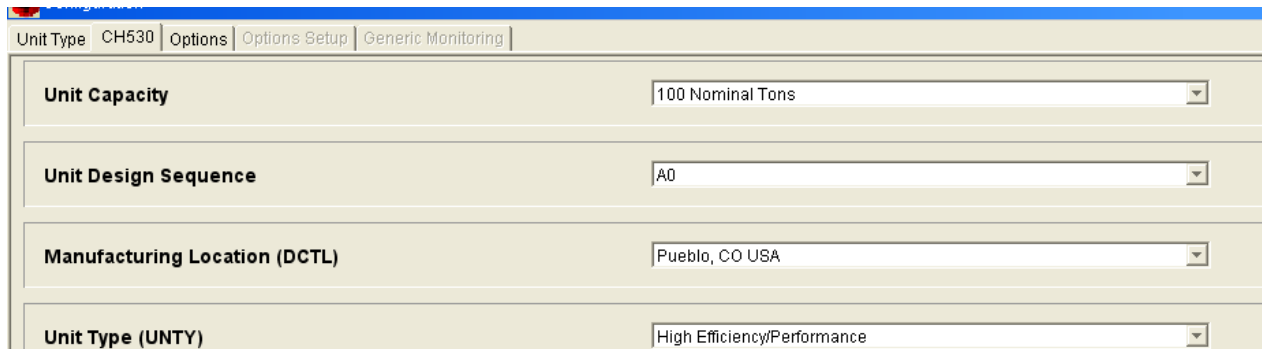 Configuration
Unit Type CH530 Options Options Setup Generic Monitoring
Unit Capacity 100 Nominal Tons
Unit Design Sequence A0
Manufacturing Location (DCTL) Pueblo, CO USA
Unit Type (UNTY) High Efficiency/Performance